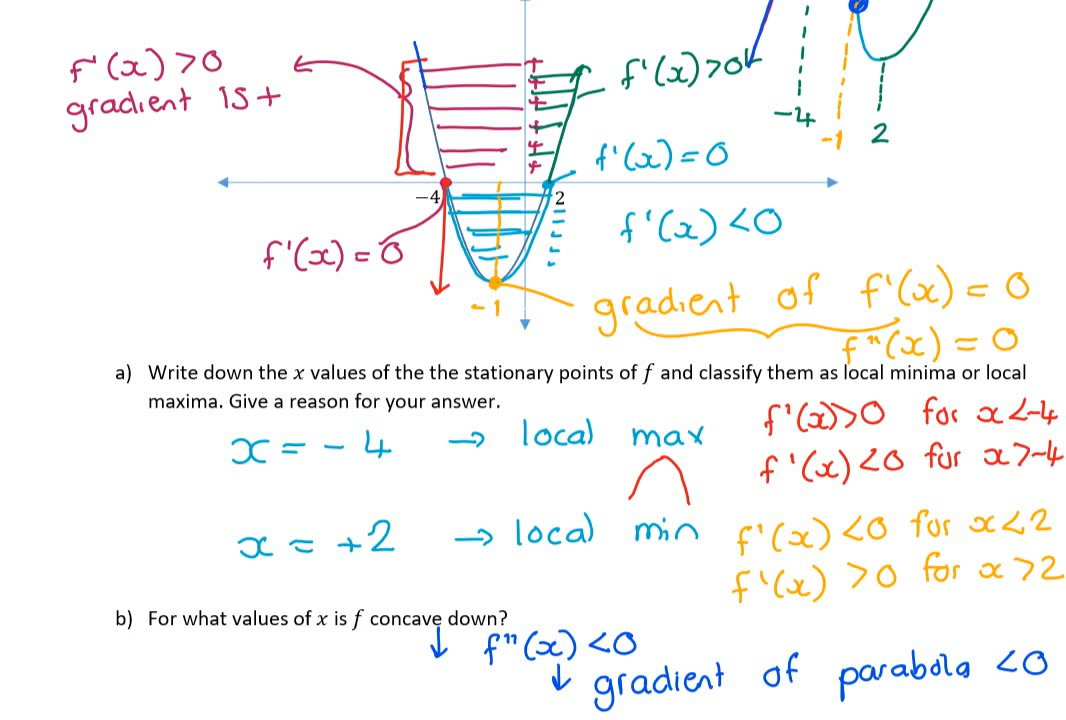 f'(x) >0
gradient is +
f'(x)>0
-4
-1
2
f'(x) = 0
-4
2
f'(x) = 0
f'(x) <0
-1
gradient of f'(x) = 0
f"(x) = 0
a) Write down the x values of the the stationary points of f and classify them as local minima or local
maxima. Give a reason for your answer.
x = - 4 → local max
f'(x)>0 for x<-4
f'(x) <0 for x>-4
x = +2 → local min
f'(x) <0 for x<2
f'(x) >0 for x >2
b) For what values of x is f concave down?
↓ f"(x) <0
↓ gradient of parabola <0